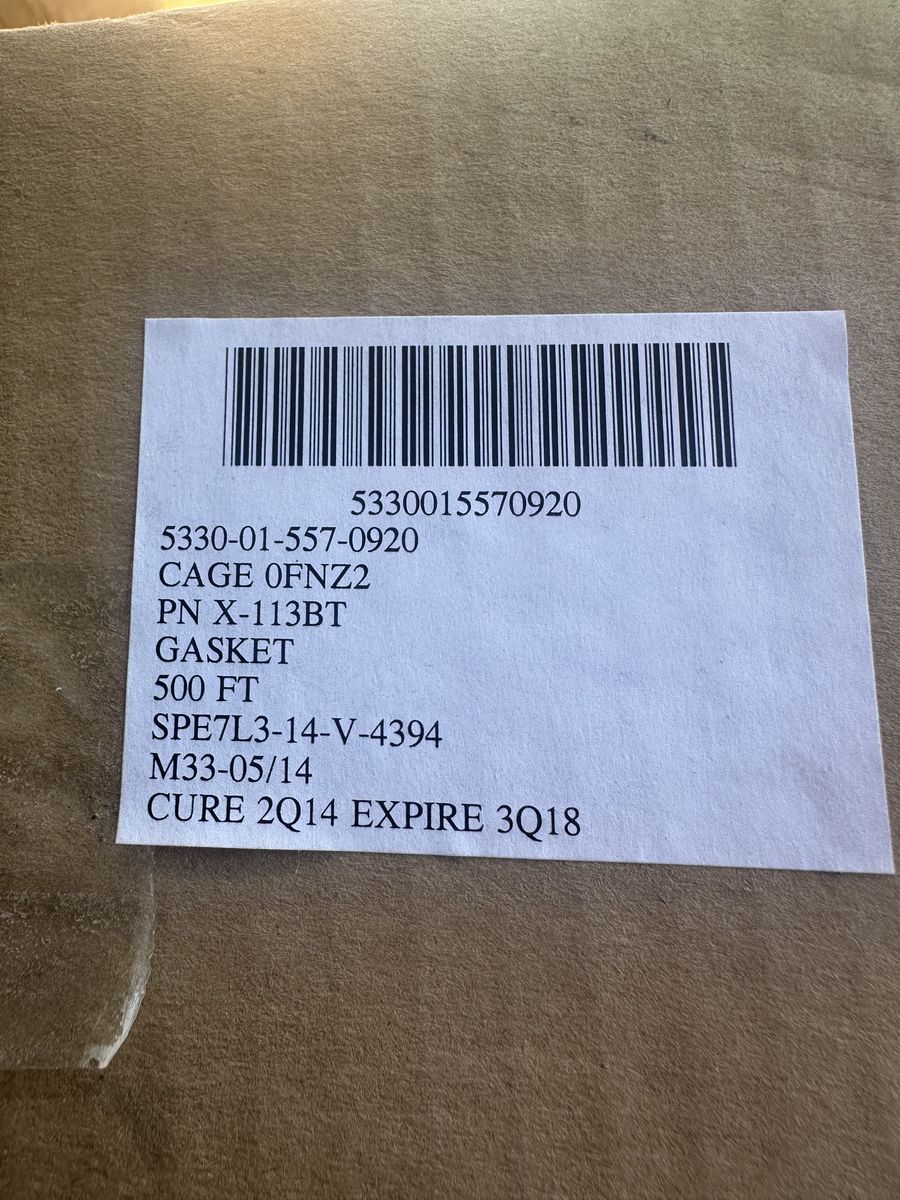 5330015570920
5330-01-557-0920
CAGE 0FNZ2
PN X-113BT
GASKET
500 FT
SPE7L3-14-V-4394
M33-05/14
CURE 2Q14 EXPIRE 3Q18